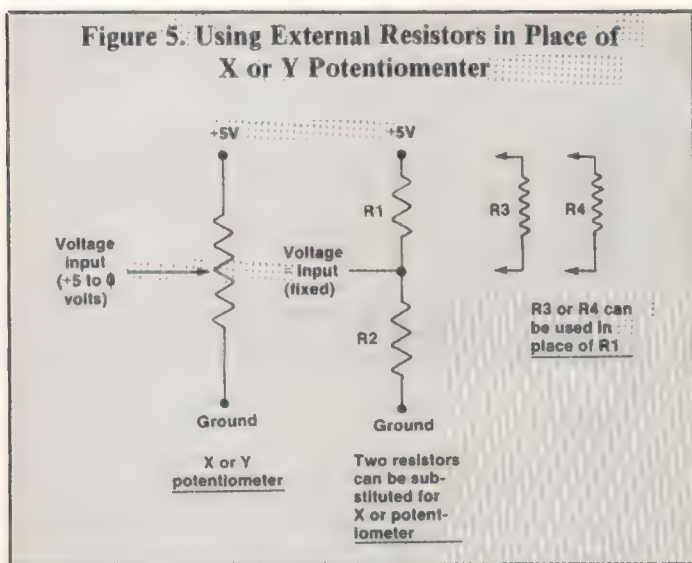 Figure 5. Using External Resistors in Place of
X or Y Potentiomenter
+5V
Voltage
input
(+5 to 0
volts)
Ground
X or Y
potentiometer
+5V
R1
Voltage
Input
(fixed)
R2
Ground
Two resistors
can be sub-
stituted for
X or potent-
iometer
R3
R4
R3 or R4 can
be used in
place of R1